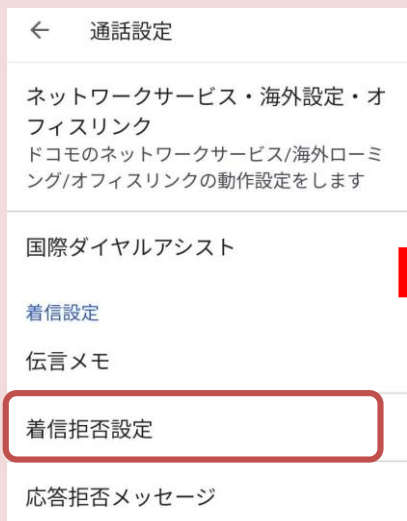 ← 通話設定
ネットワークサービス・海外設定・オ
フィスリンク
ドコモのネットワークサービス/海外ローミ
ング/オフィスリンクの動作設定をします
国際ダイヤルアシスト
着信設定
伝言メモ
着信拒否設定
応答拒否メッセージ